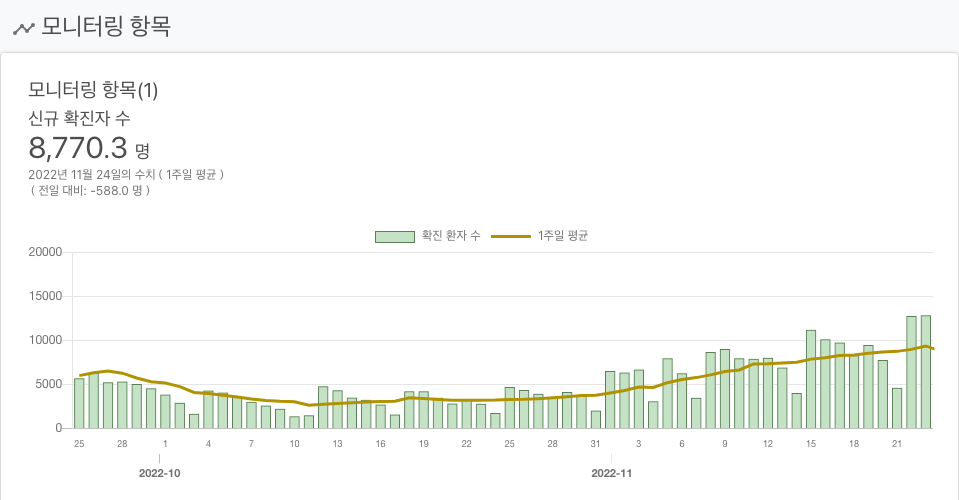 모니터링 항목
모니터링 항목(1)
신규 확진자 수
8,770.3 명
2022년 11월 24일의 수치 ( 1주일 평균 )
( 전일 대비: -588.0 명 )
확진 환자 수 1주일 평균
20000
15000
10000
5000
0
25 28 1 4 7 10 13 16 19 22 25 28 31 3 6 9 12 15 18 21
2022-10 2022-11